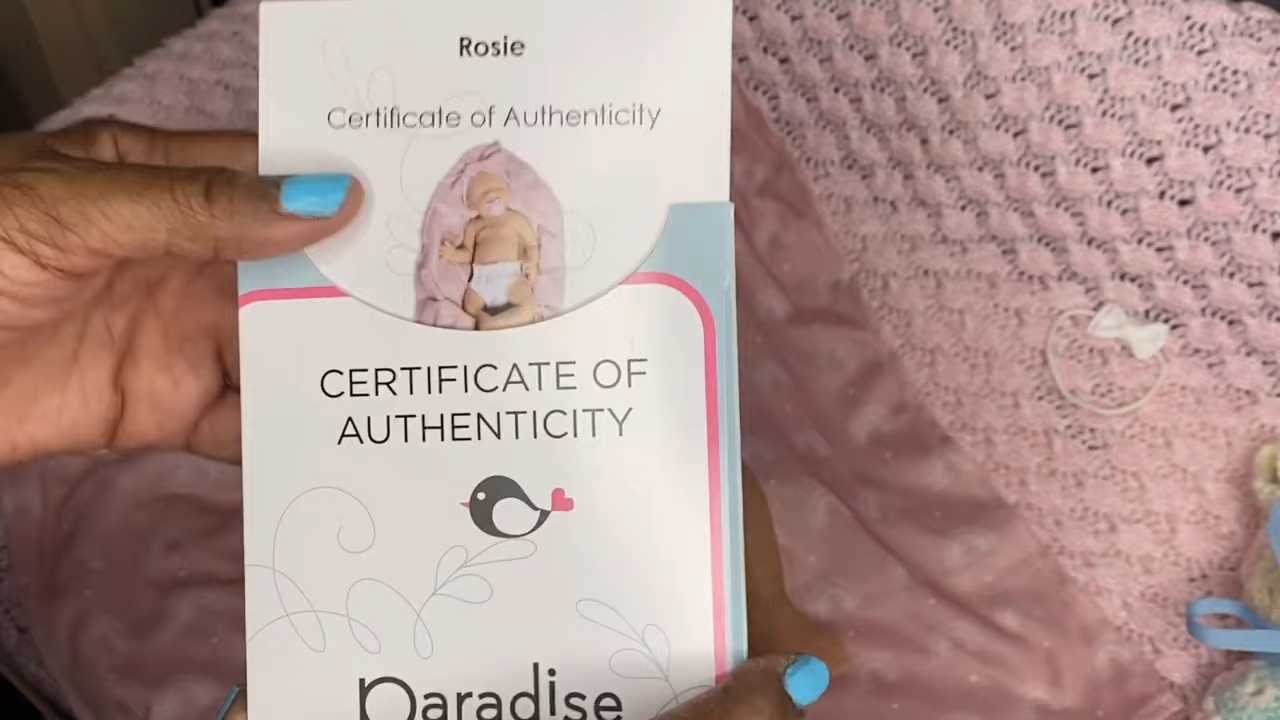 Rosie
Certificate of Authenticity
CERTIFICATE OF
AUTHENTICITY
Paradise